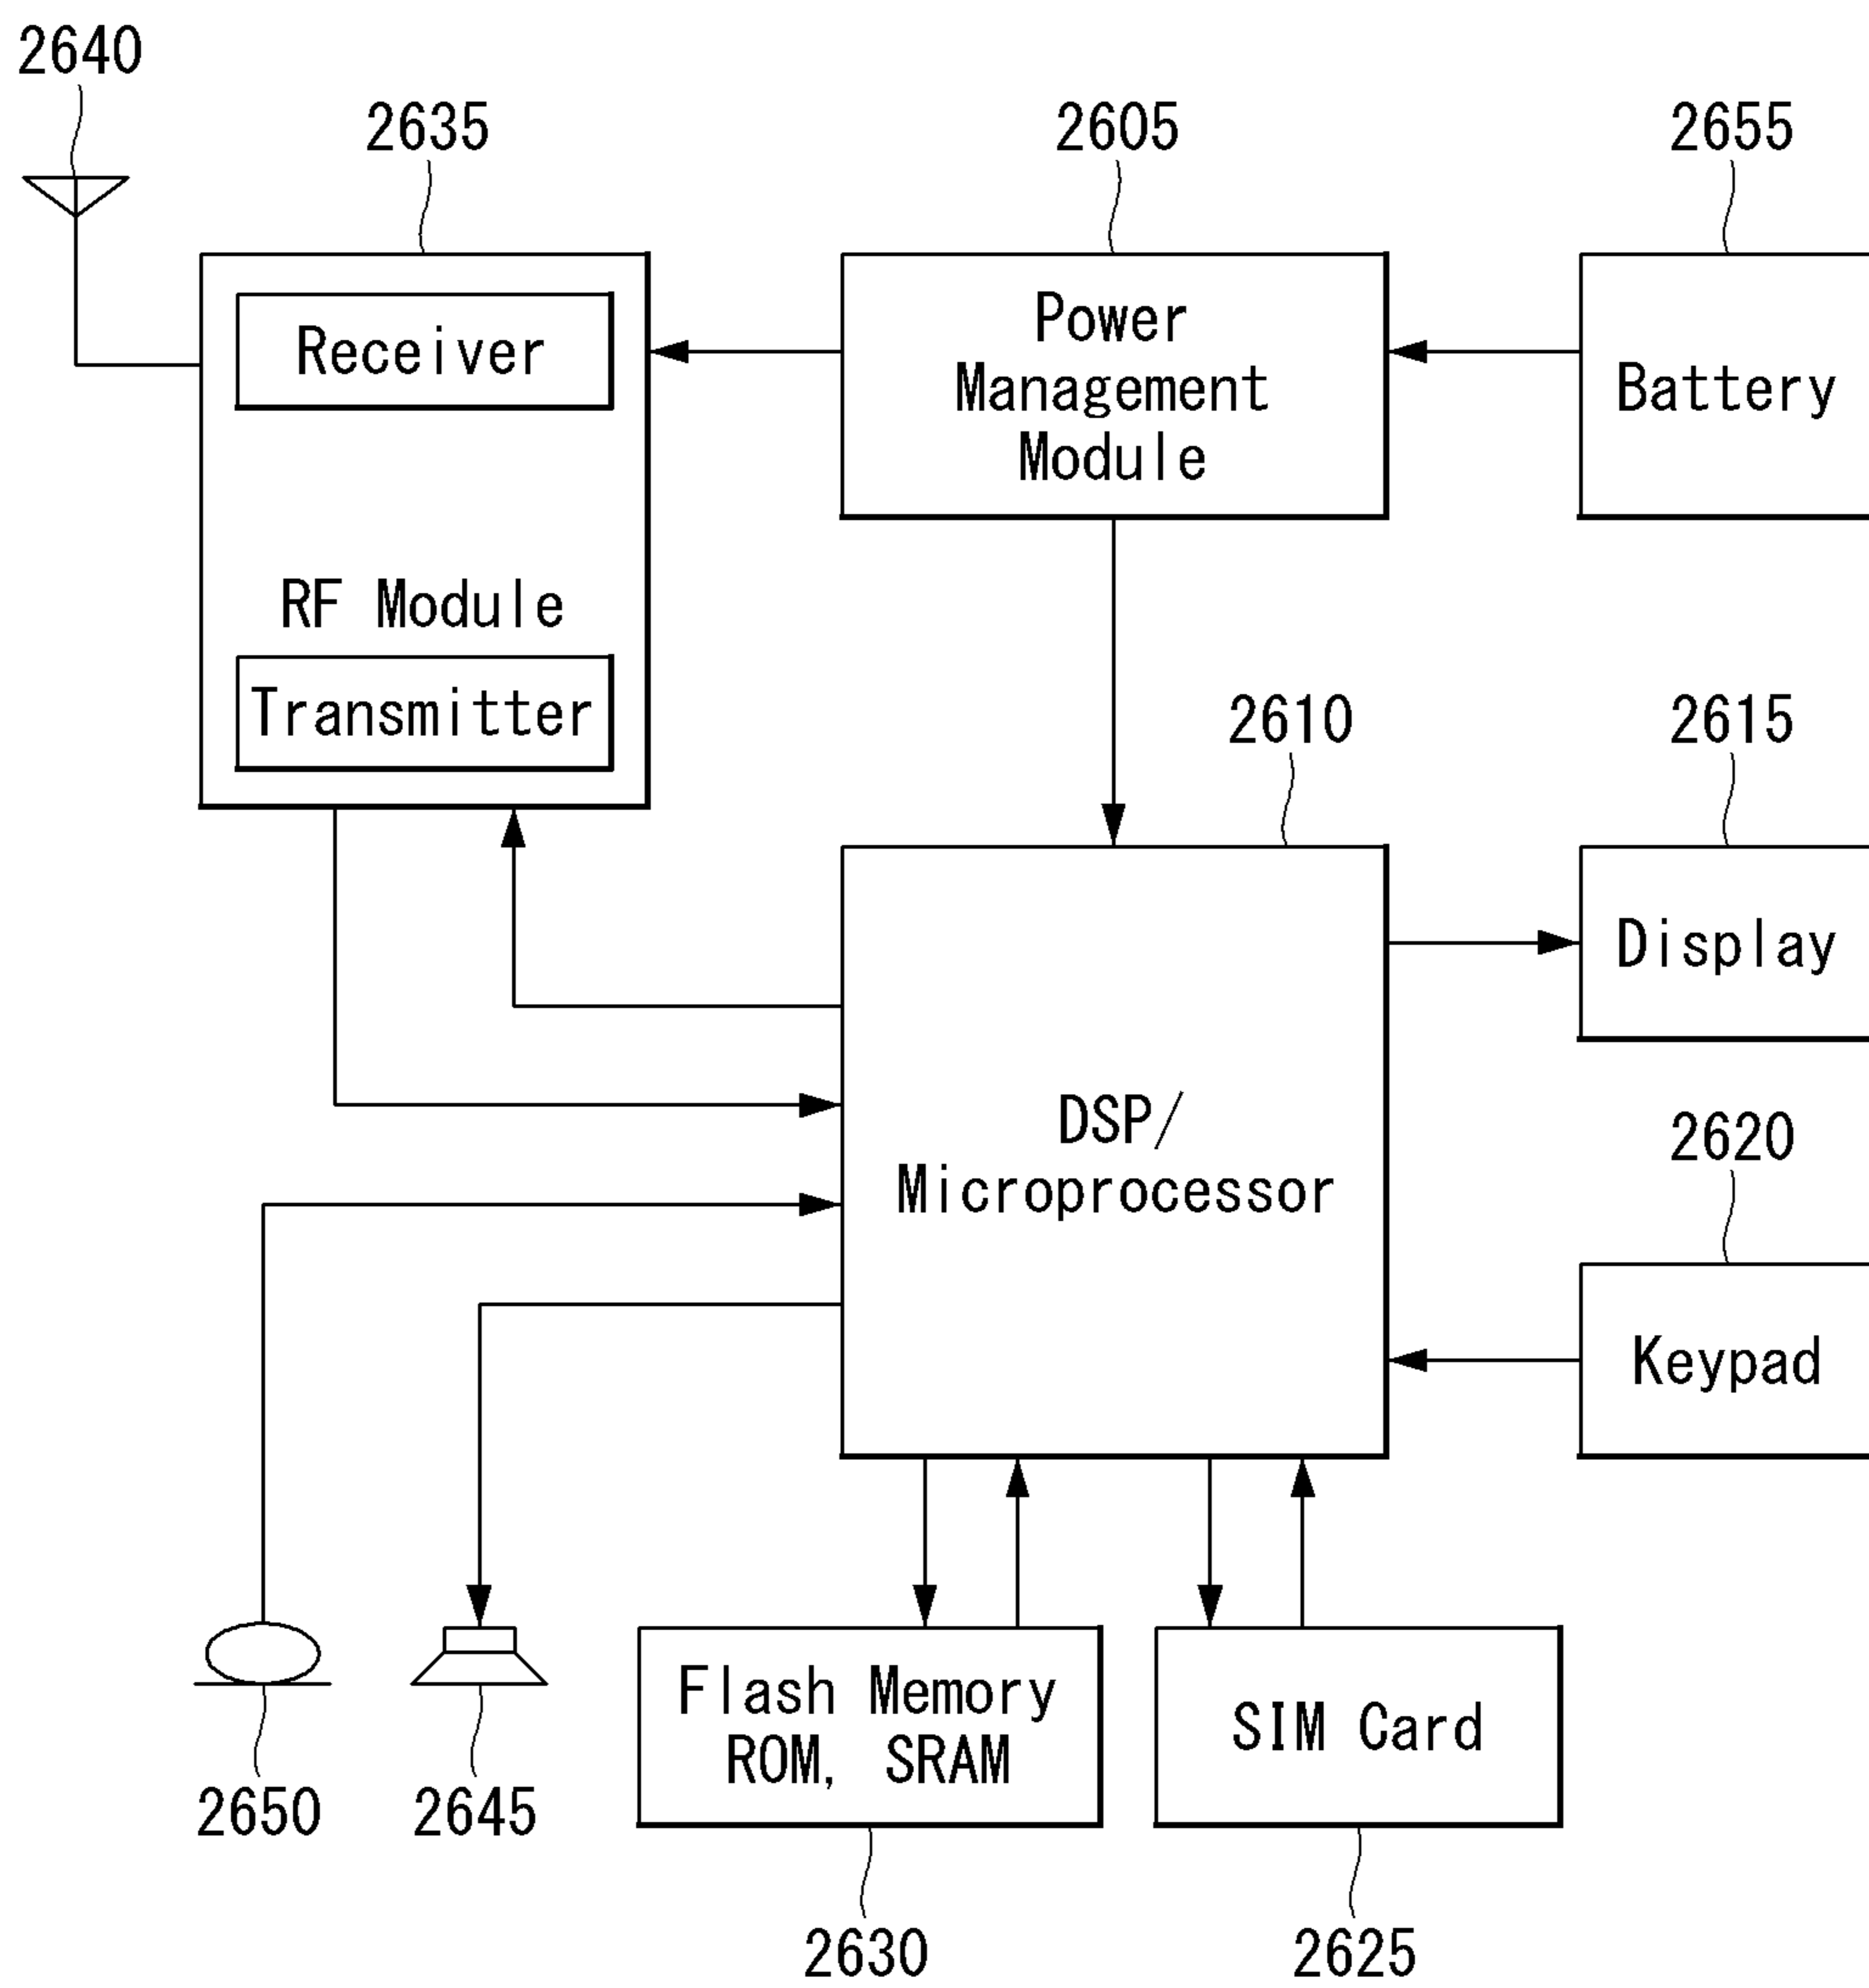 2640
2635
2605
2655
Receiver
Power
Management
Module
Battery
RF Module
Transmitter
2610
2615
Display
DSP/
Microprocessor
2620
Keypad
Flash Memory
ROM, SRAM
SIM Card
2650
2645
2630
2625